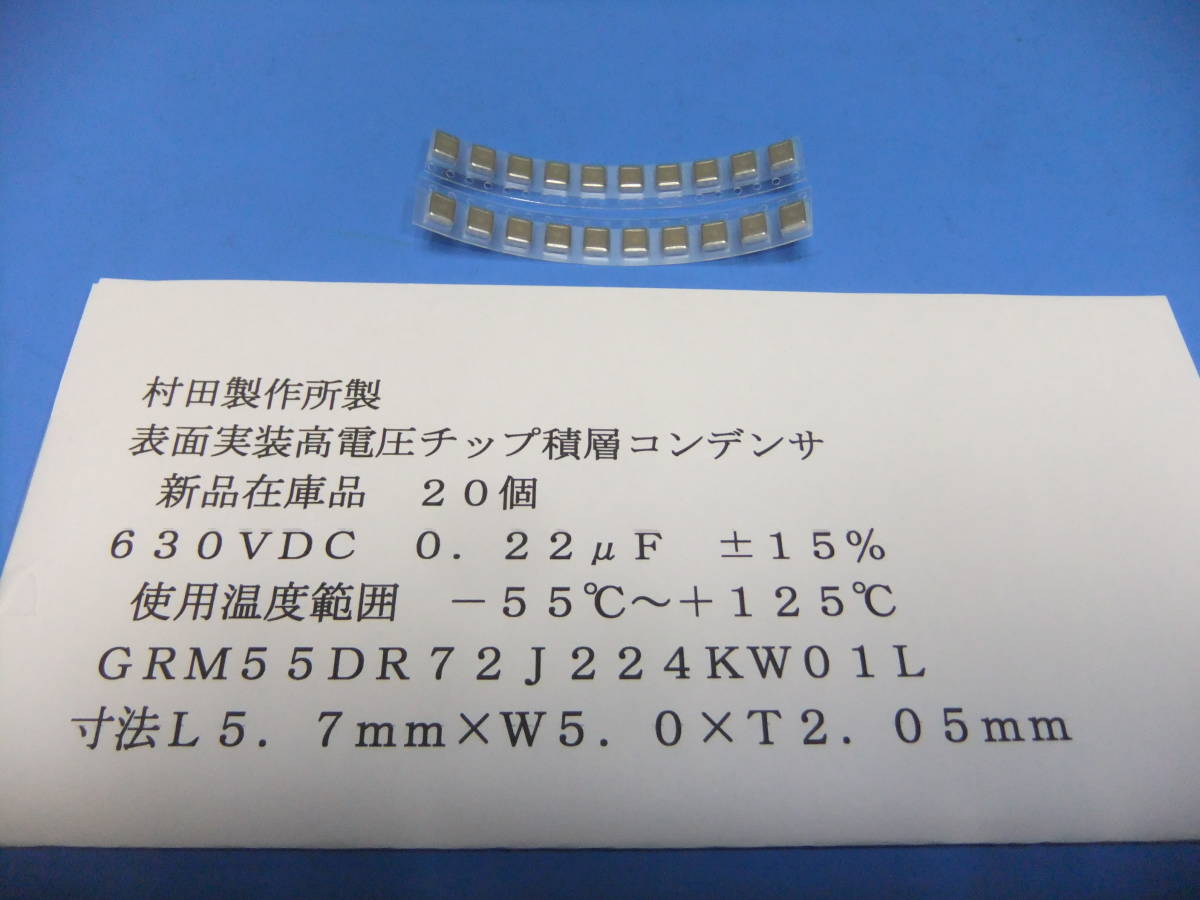 村田製作所製
表面実装高電圧チップ積層コンデンサ
新品在庫品　２０個
６３０ＶＤＣ　０．２２μＦ　±１５％
使用温度範囲　－５５℃～＋１２５℃
ＧＲＭ５５ＤＲ７２Ｊ２２４ＫＷ０１Ｌ
寸法Ｌ５．７ｍｍ×Ｗ５．０×Ｔ２．０５ｍｍ